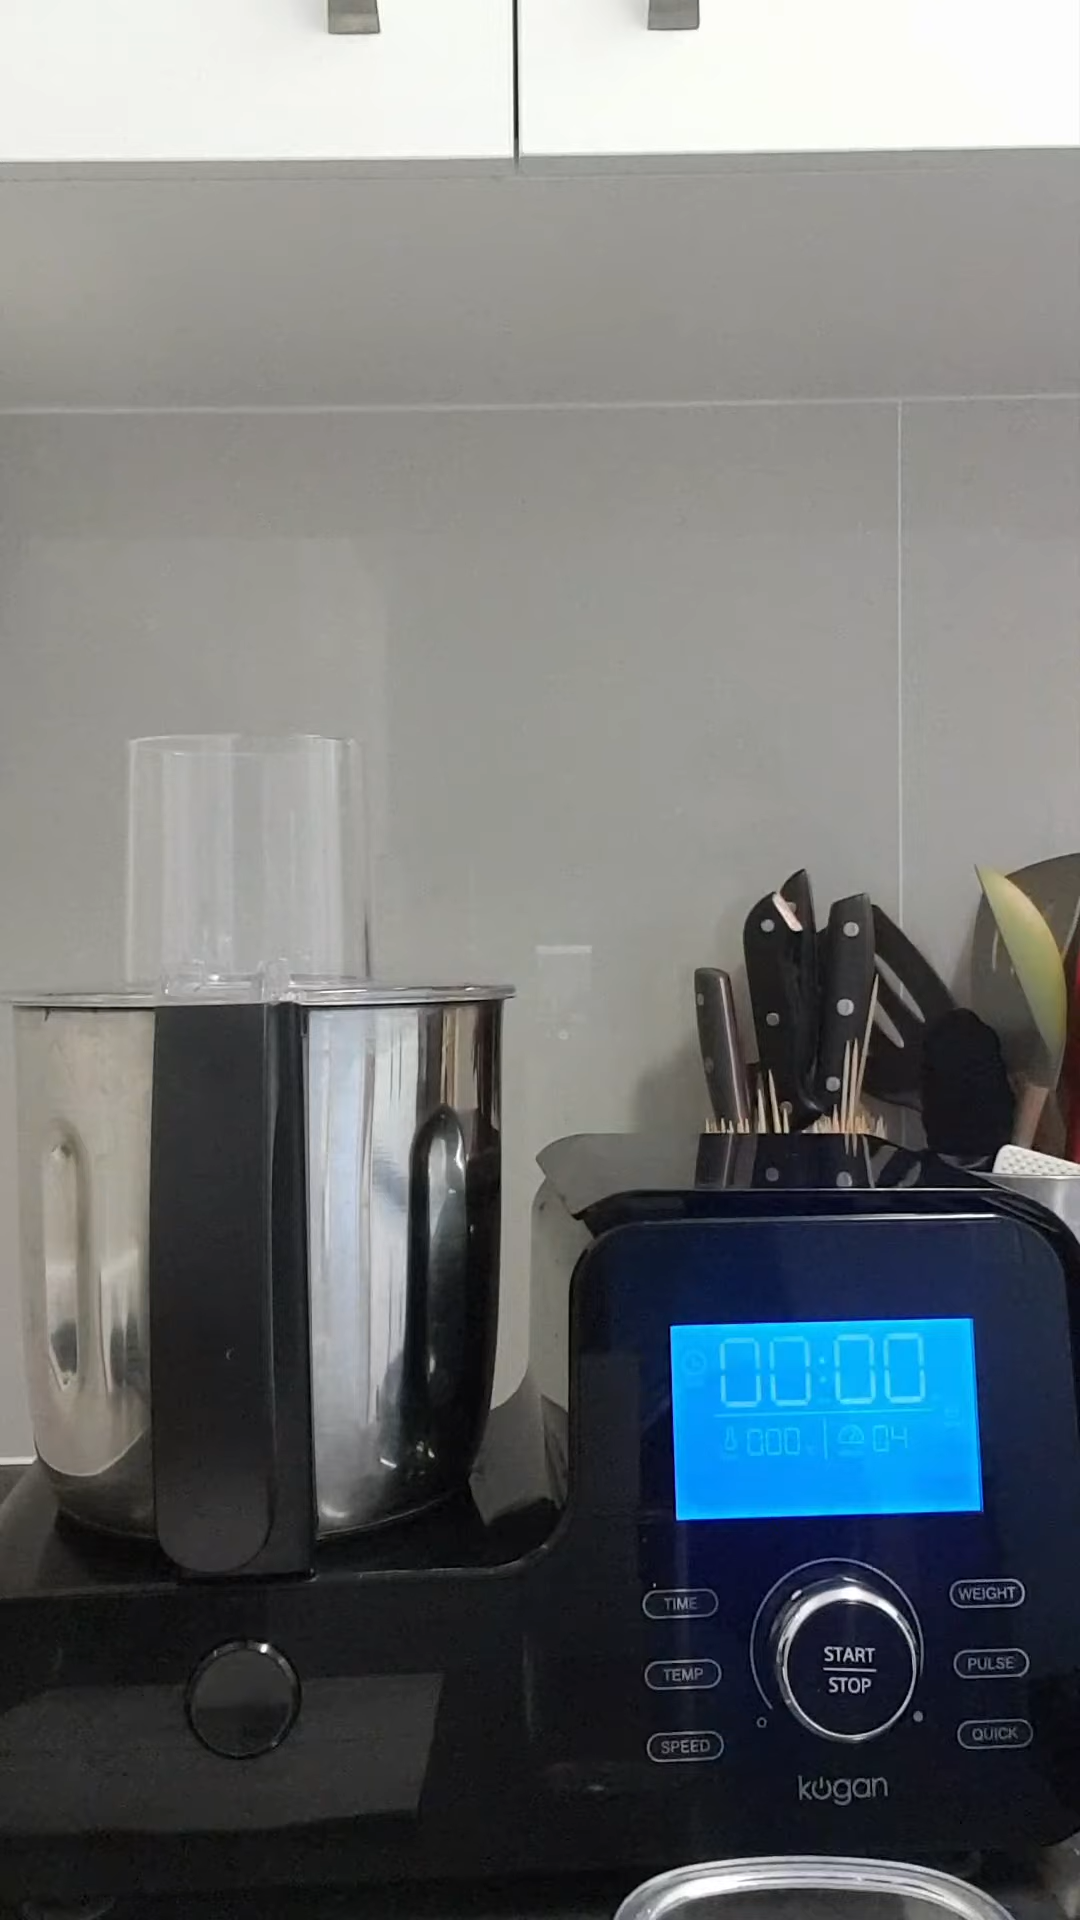 00:00
000 04
TIME
WEIGHT
START
STOP
TEMP
PULSE
SPEED
QUICK
kogan